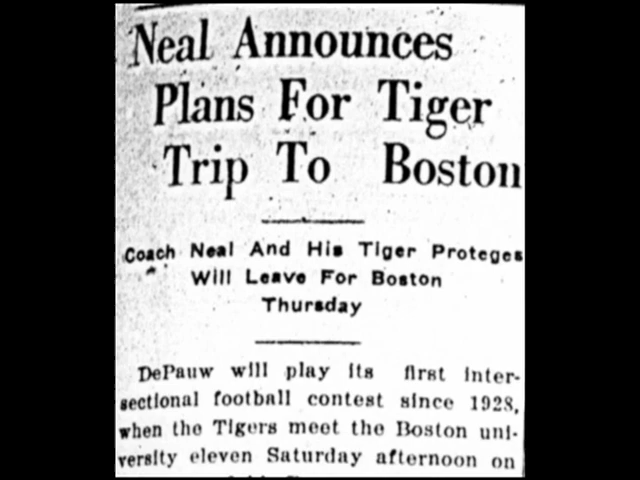 Neal Announces
Plans For Tiger
Trip To Boston
Coach Neal And His Tiger Proteges
Will Leave For Boston
Thursday
DePauw will play its first inter-
sectional football contest since 1928,
when the Tigers meet the Boston uni-
versity eleven Saturday afternoon on